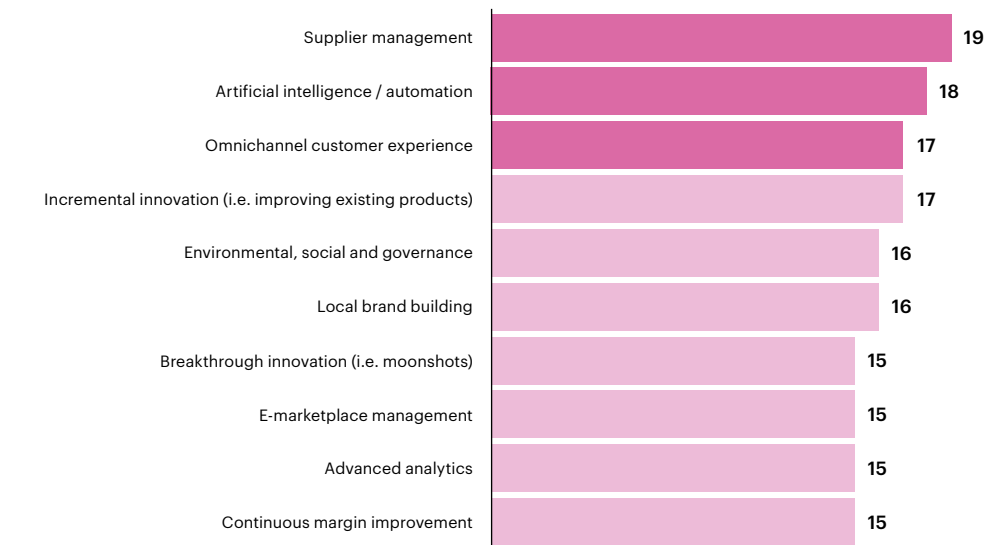 Supplier management 19
Artificial intelligence / automation 18
Omnichannel customer experience 17
Incremental innovation (i.e. improving existing products) 17
Environmental, social and governance 16
Local brand building 16
Breakthrough innovation (i.e. moonshots) 15
E-marketplace management 15
Advanced analytics 15
Continuous margin improvement 15